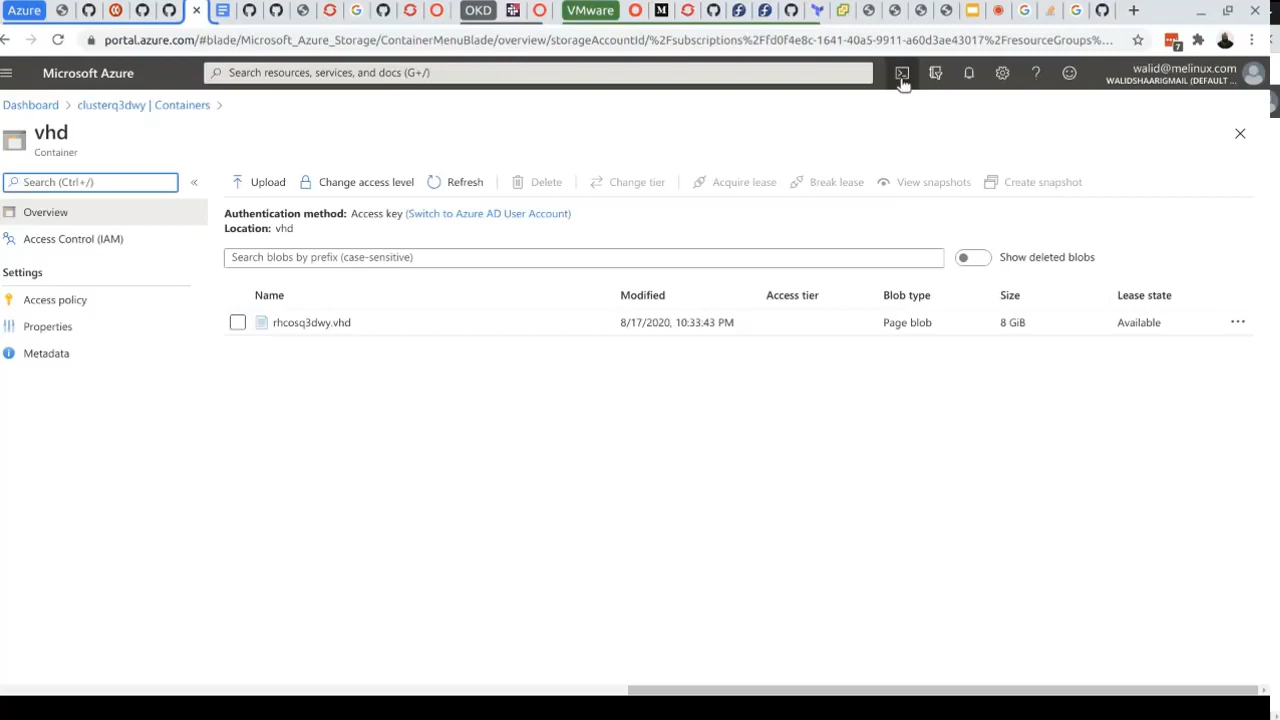 Azure
OKD
VMware
portal.azure.com/#blade/Microsoft_Azure_Storage/ContainerMenuBlade/overview/storageAccountId/%2Fsubscriptions%2Ffd0f4e8c-1641-40a5-9911-a60d3ae43017%2FresourceGroups%...
7
Microsoft Azure
Search resources, services, and docs (G+/)
walid@melinux.com
WALIDSHAARIGMAIL (DEFAULT ...
Dashboard > clusterq3dwy | Containers >
vhd
Container
Search (Ctrl+/)
Upload Change access level Refresh Delete Change tier Acquire lease Break lease View snapshots Create snapshot
Overview
Access Control (IAM)
Settings
Access policy
Properties
Metadata
Authentication method: Access key (Switch to Azure AD User Account)
Location: vhd
Search blobs by prefix (case-sensitive)
Show deleted blobs
Name Modified Access tier Blob type Size Lease state
rhcosq3dwy.vhd 8/17/2020, 10:33:43 PM Page blob 8 GiB Available